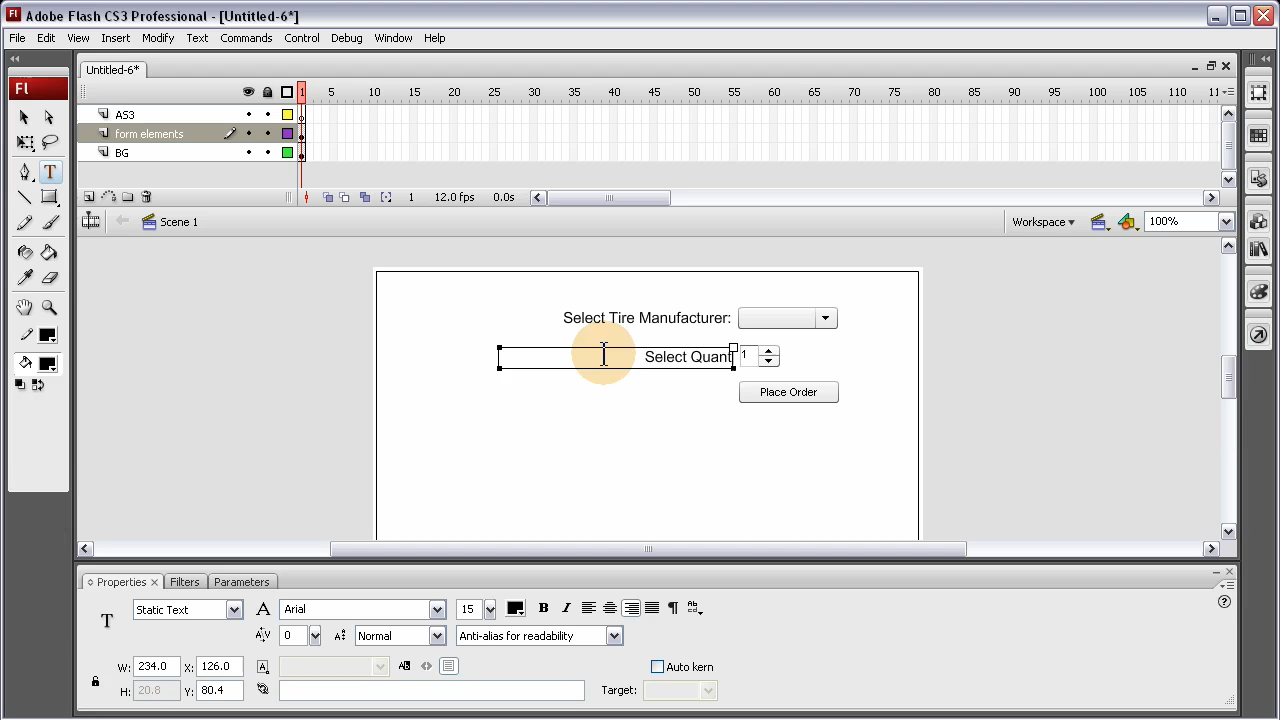 Adobe Flash CS3 Professional - [Untitled-6*]
File Edit View Insert Modify Text Commands Control Debug Window Help
Untitled-6*
Fl
1 5 10 15 20 25 30 35 40 45 50 55 60 65 70 75 80 85 90 95 100 105 110 11
AS3
form elements
BG
T
1 12.0 fps 0.0s
Scene 1 Workspace 100%
Select Tire Manufacturer:
Select Quant 1
Place Order
Properties Filters Parameters
T Static Text A Arial 15 B I
0 Normal Anti-alias for readability
W: 234.0 X: 126.0 Auto kern
H: 20.8 Y: 80.4 Target: